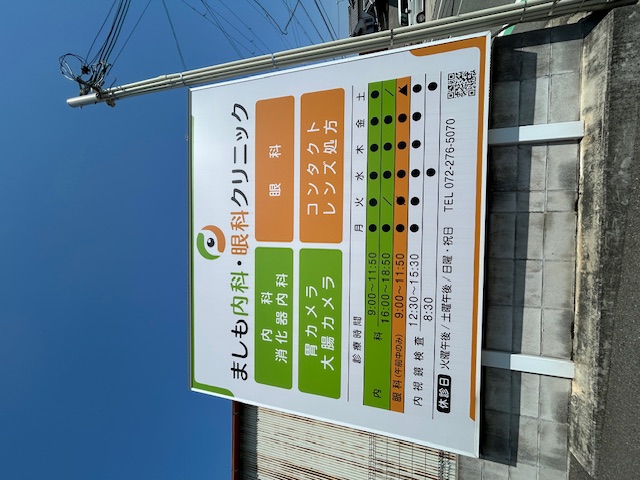 ましも内科・眼科クリニック
内科
消化器内科
眼科
胃カメラ
大腸カメラ
コンタクト
レンズ処方
診療時間 月 火 水 木 金 土
内科 9:00～11:50 ● ● ● ● ● ●
16:00～18:50 ● / ● ● ● /
眼科(午前中のみ) 9:00～11:50 ● ● ● ● ● ▲
内視鏡検査 12:30～15:30 ● ● ● ● ● ●
8:30 ● ●
休診日 火曜午後/土曜午後/日曜・祝日 TEL 072-276-5070